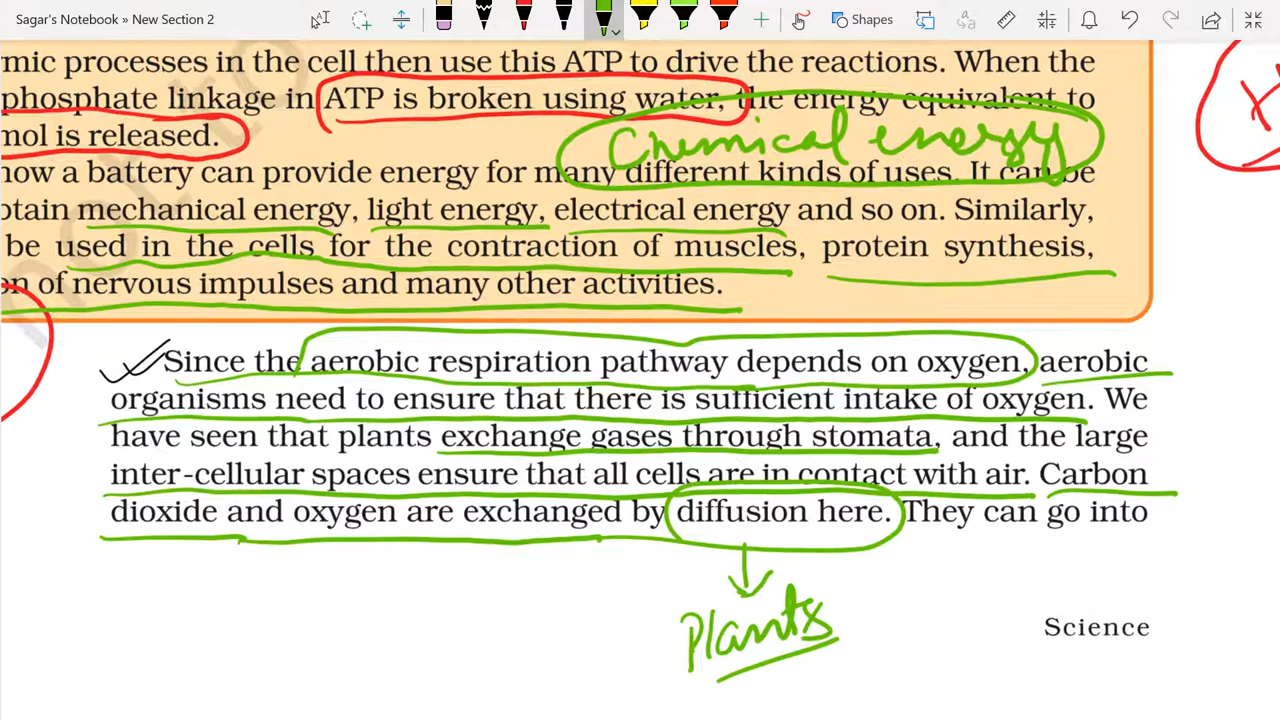 Sagar's Notebook » New Section 2
Shapes
rmic processes in the cell then use this ATP to drive the reactions. When the
phosphate linkage in ATP is broken using water, the energy equivalent to
mol is released.
Chemical energy
now a battery can provide energy for many different kinds of uses. It can be
btain mechanical energy, light energy, electrical energy and so on. Similarly,
be used in the cells for the contraction of muscles, protein synthesis,
on of nervous impulses and many other activities.
Since the aerobic respiration pathway depends on oxygen, aerobic
organisms need to ensure that there is sufficient intake of oxygen. We
have seen that plants exchange gases through stomata, and the large
inter-cellular spaces ensure that all cells are in contact with air. Carbon
dioxide and oxygen are exchanged by diffusion here. They can go into
Plants
Science